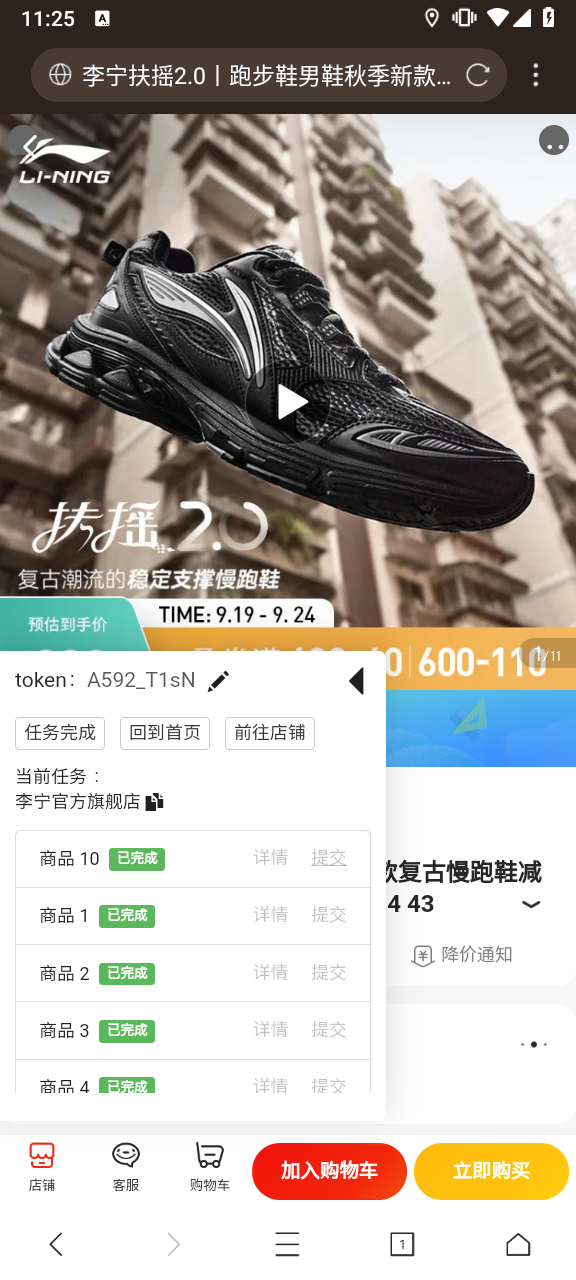 11:25
A
李宁扶摇2.0丨跑步鞋男鞋秋季新款...
LI-NING
扶摇 2.0
复古潮流的稳定支撑慢跑鞋
预估到手价
TIME: 9.19 - 9. 24
600-110
1/11
token： A592_T1sN
任务完成 回到首页 前往店铺
当前任务：
李宁官方旗舰店
商品 10 已完成 详情 提交
商品 1 已完成 详情 提交
商品 2 已完成 详情 提交
商品 3 已完成 详情 提交
商品 4 已完成 详情 提交
复古慢跑鞋减
4 43
降价通知
店铺 客服 购物车 加入购物车 立即购买
1